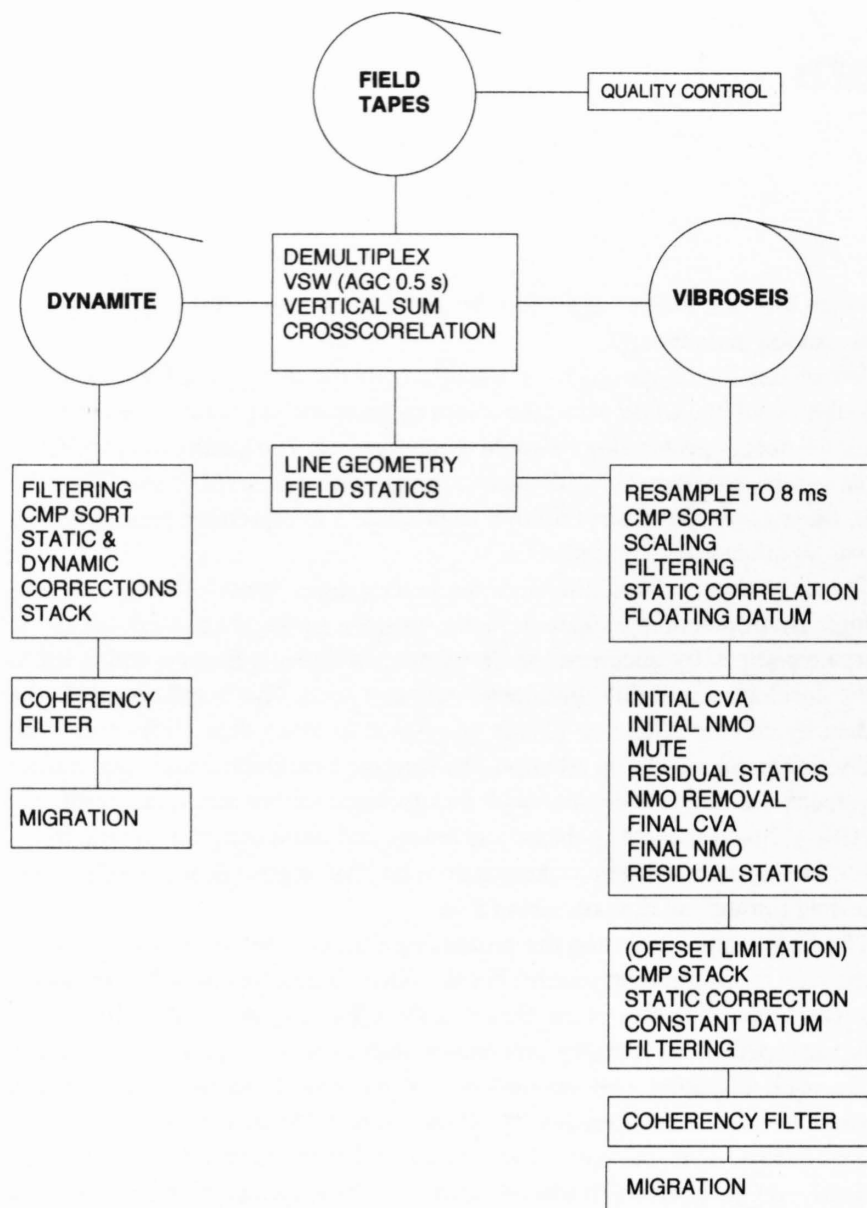 FIELD
TAPES
QUALITY CONTROL
DYNAMITE
DEMULTIPLEX
VSW (AGC 0.5 s)
VERTICAL SUM
CROSSCORELATION
VIBROSEIS
LINE GEOMETRY
FIELD STATICS
FILTERING
CMP SORT
STATIC &
DYNAMIC
CORRECTIONS
STACK
COHERENCY
FILTER
MIGRATION
RESAMPLE TO 8 ms
CMP SORT
SCALING
FILTERING
STATIC CORRELATION
FLOATING DATUM
INITIAL CVA
INITIAL NMO
MUTE
RESIDUAL STATICS
NMO REMOVAL
FINAL CVA
FINAL NMO
RESIDUAL STATICS
(OFFSET LIMITATION)
CMP STACK
STATIC CORRECTION
CONSTANT DATUM
FILTERING
COHERENCY FILTER
MIGRATION